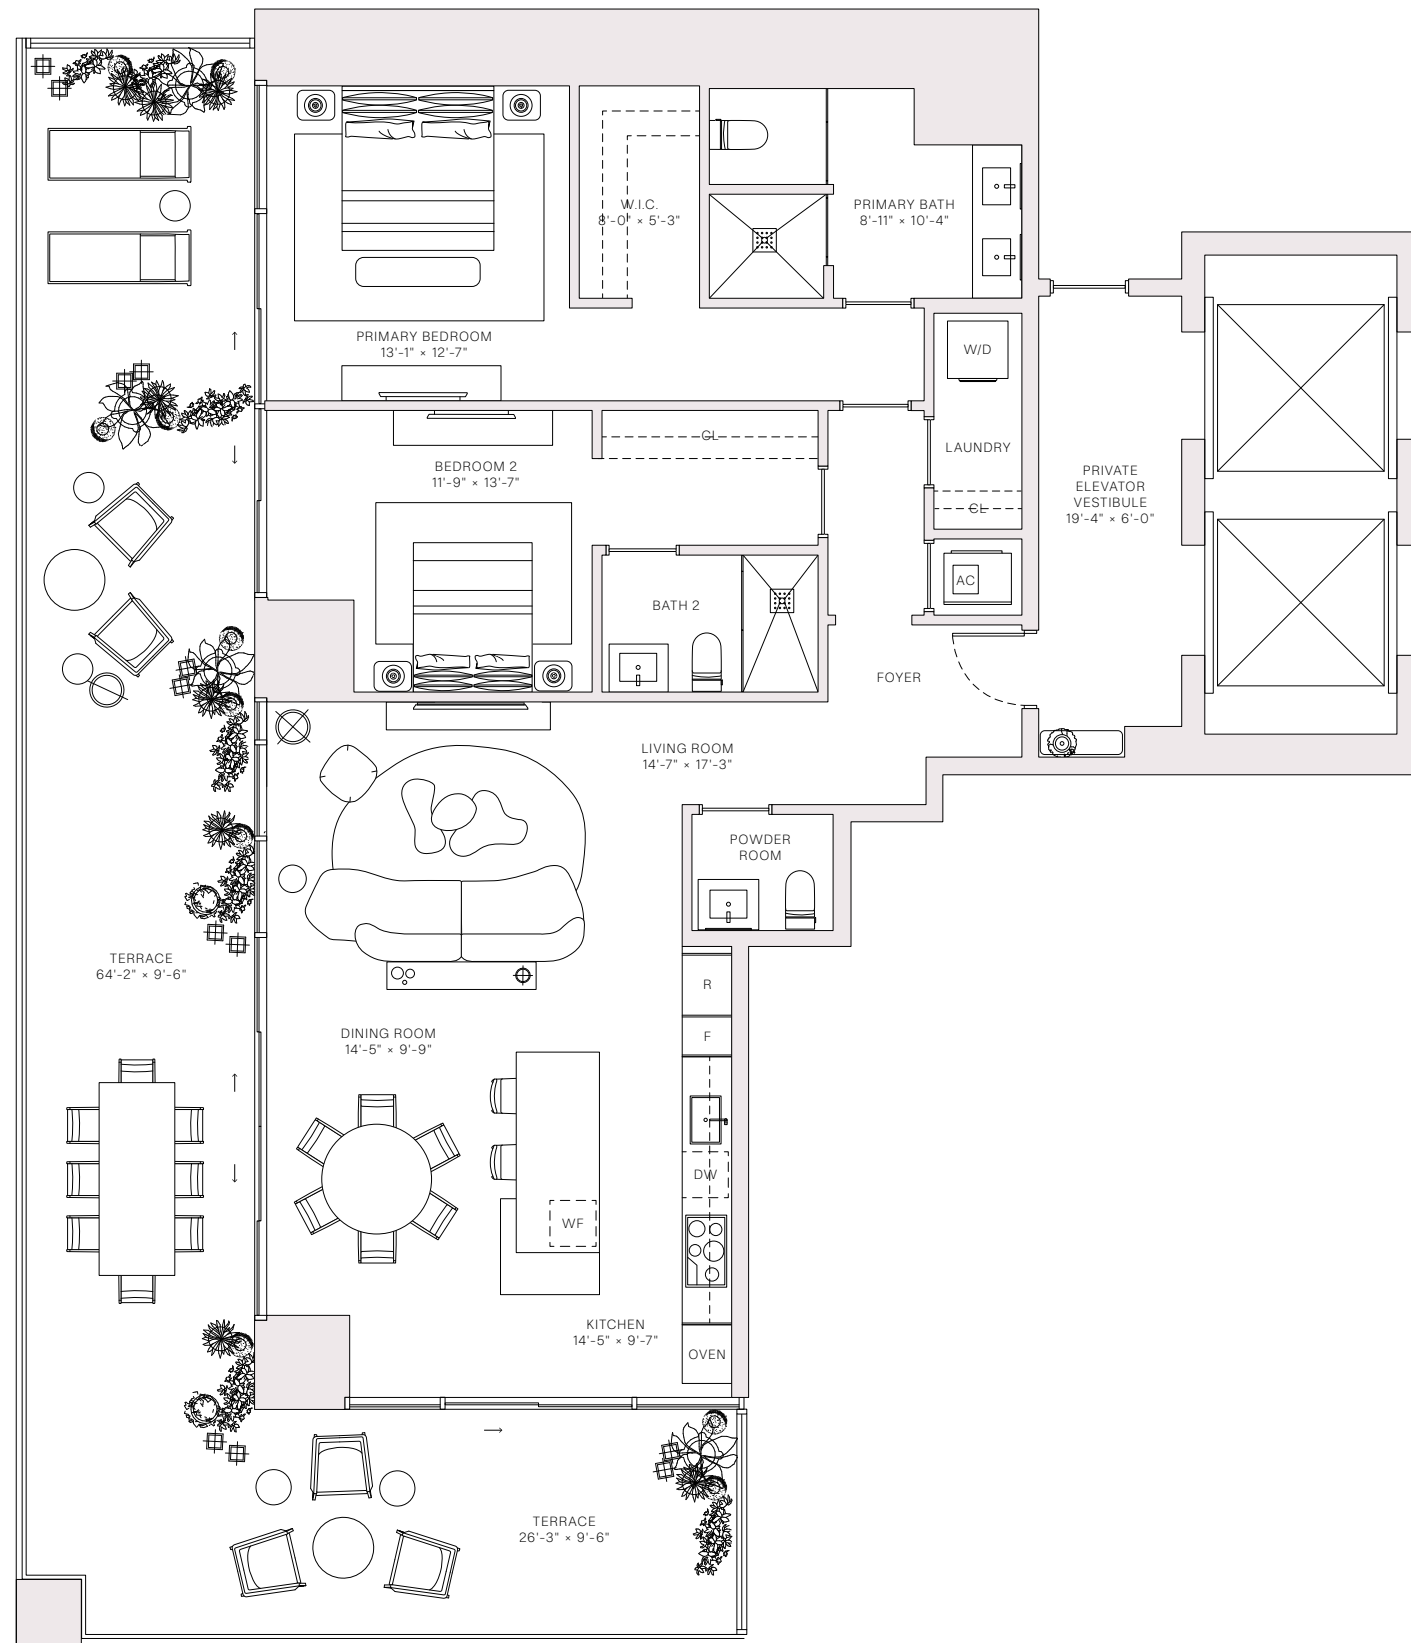 W.I.C.
8'-0" × 5'-3"
PRIMARY BATH
8'-11" × 10'-4"
PRIMARY BEDROOM
13'-1" × 12'-7"
W/D
CL
BEDROOM 2
11'-9" × 13'-7"
LAUNDRY
CL
PRIVATE
ELEVATOR
VESTIBULE
19'-4" × 6'-0"
AC
BATH 2
FOYER
LIVING ROOM
14'-7" × 17'-3"
POWDER
ROOM
TERRACE
64'-2" × 9'-6"
R
F
DINING ROOM
14'-5" × 9'-9"
DW
WF
KITCHEN
14'-5" × 9'-7"
OVEN
TERRACE
26'-3" × 9'-6"